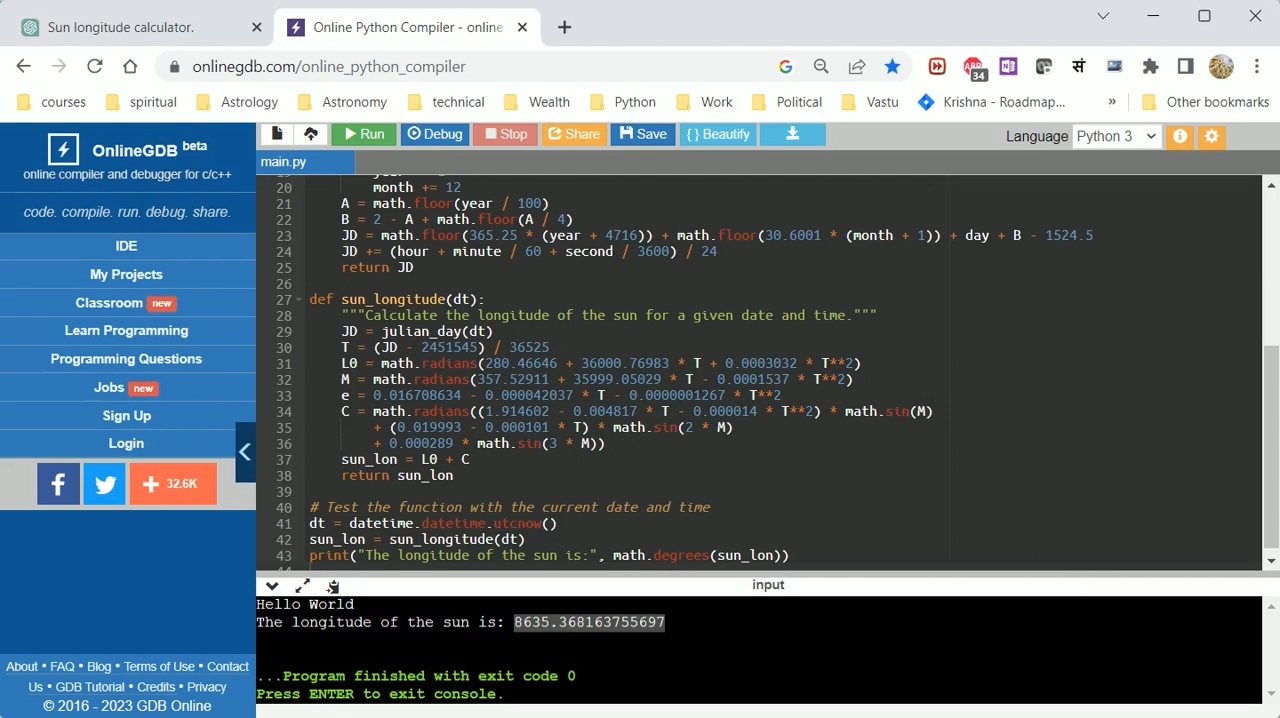 Sun longitude calculator.
Online Python Compiler - online
onlinegdb.com/online_python_compiler
34
सं
courses
spiritual
Astrology
Astronomy
technical
Wealth
Python
Work
Political
Vastu
Krishna - Roadmap...
»
Other bookmarks
OnlineGDB beta
online compiler and debugger for c/c++
code. compile. run. debug. share.
IDE
My Projects
Classroom new
Learn Programming
Programming Questions
Jobs new
Sign Up
Login
f
+ 32.6K
About • FAQ • Blog • Terms of Use • Contact
Us • GDB Tutorial • Credits • Privacy
© 2016 - 2023 GDB Online
Run
Debug
Stop
Share
Save
{ } Beautify
Language
Python 3
main.py
20 month += 12
21 A = math.floor(year / 100)
22 B = 2 - A + math.floor(A / 4)
23 JD = math.floor(365.25 * (year + 4716)) + math.floor(30.6001 * (month + 1)) + day + B - 1524.5
24 JD += (hour + minute / 60 + second / 3600) / 24
25 return JD
26
27 def sun_longitude(dt):
28 """Calculate the longitude of the sun for a given date and time."""
29 JD = julian_day(dt)
30 T = (JD - 2451545) / 36525
31 L0 = math.radians(280.46646 + 36000.76983 * T + 0.0003032 * T**2)
32 M = math.radians(357.52911 + 35999.05029 * T - 0.0001537 * T**2)
33 e = 0.016708634 - 0.000042037 * T - 0.0000001267 * T**2
34 C = math.radians((1.914602 - 0.004817 * T - 0.000014 * T**2) * math.sin(M)
35 + (0.019993 - 0.000101 * T) * math.sin(2 * M)
36 + 0.000289 * math.sin(3 * M))
37 sun_lon = L0 + C
38 return sun_lon
39
40 # Test the function with the current date and time
41 dt = datetime.datetime.utcnow()
42 sun_lon = sun_longitude(dt)
43 print("The longitude of the sun is:", math.degrees(sun_lon))
input
Hello World
The longitude of the sun is: 8635.368163755697
...Program finished with exit code 0
Press ENTER to exit console.